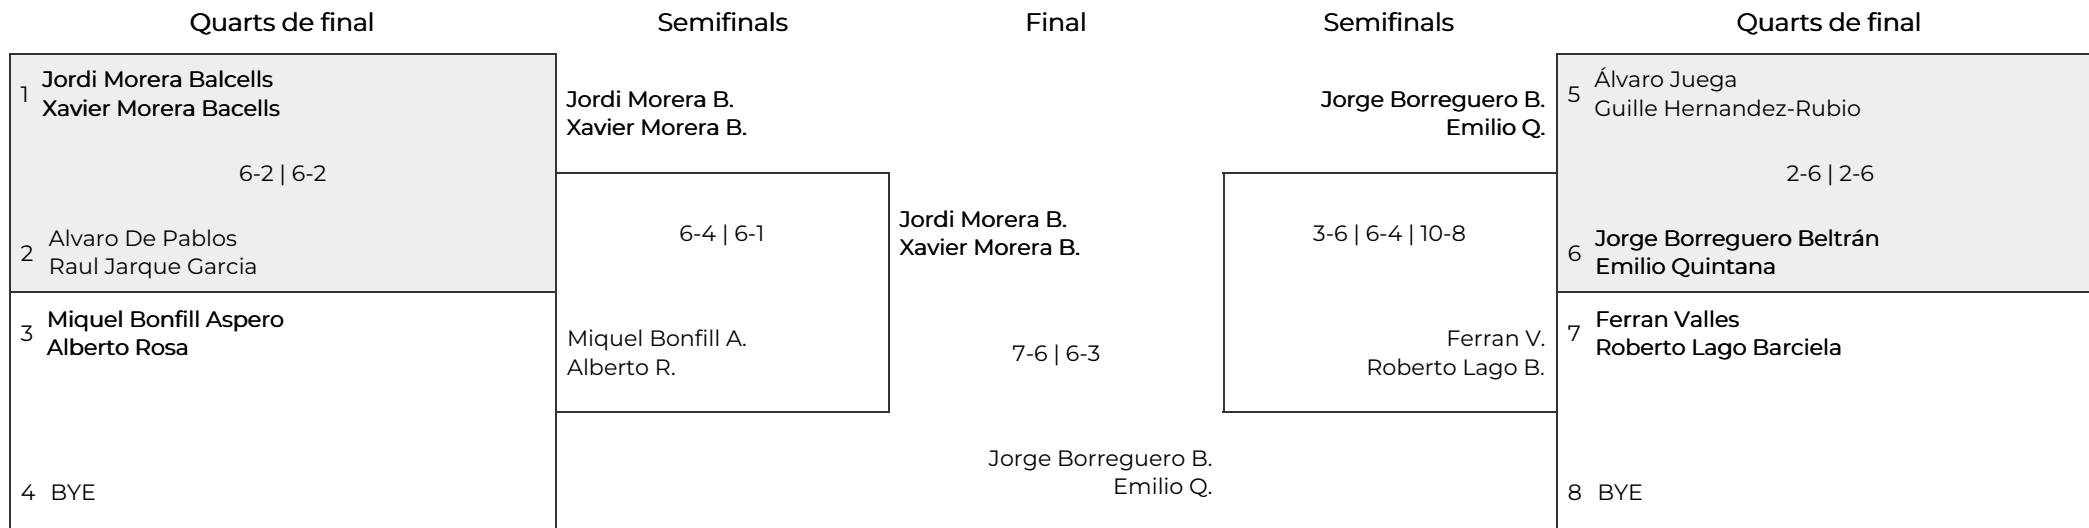 Quarts de final
Semifinals
Final
Semifinals
Quarts de final
1
Jordi Morera Balcells
Xavier Morera Bacells
6-2 | 6-2
2
Alvaro De Pablos
Raul Jarque Garcia
3
Miquel Bonfill Aspero
Alberto Rosa
4 BYE
Jordi Morera B.
Xavier Morera B.
6-4 | 6-1
Miquel Bonfill A.
Alberto R.
Jordi Morera B.
Xavier Morera B.
7-6 | 6-3
Jorge Borreguero B.
Emilio Q.
Jorge Borreguero B.
Emilio Q.
3-6 | 6-4 | 10-8
Ferran V.
Roberto Lago B.
5
Álvaro Juega
Guille Hernandez-Rubio
2-6 | 2-6
6
Jorge Borreguero Beltrán
Emilio Quintana
7
Ferran Valles
Roberto Lago Barciela
8 BYE